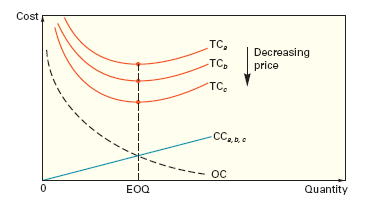 Cost
TCa
TCb
TCc
Decreasing
price
CCa, b, c
OC
0
EOQ
Quantity